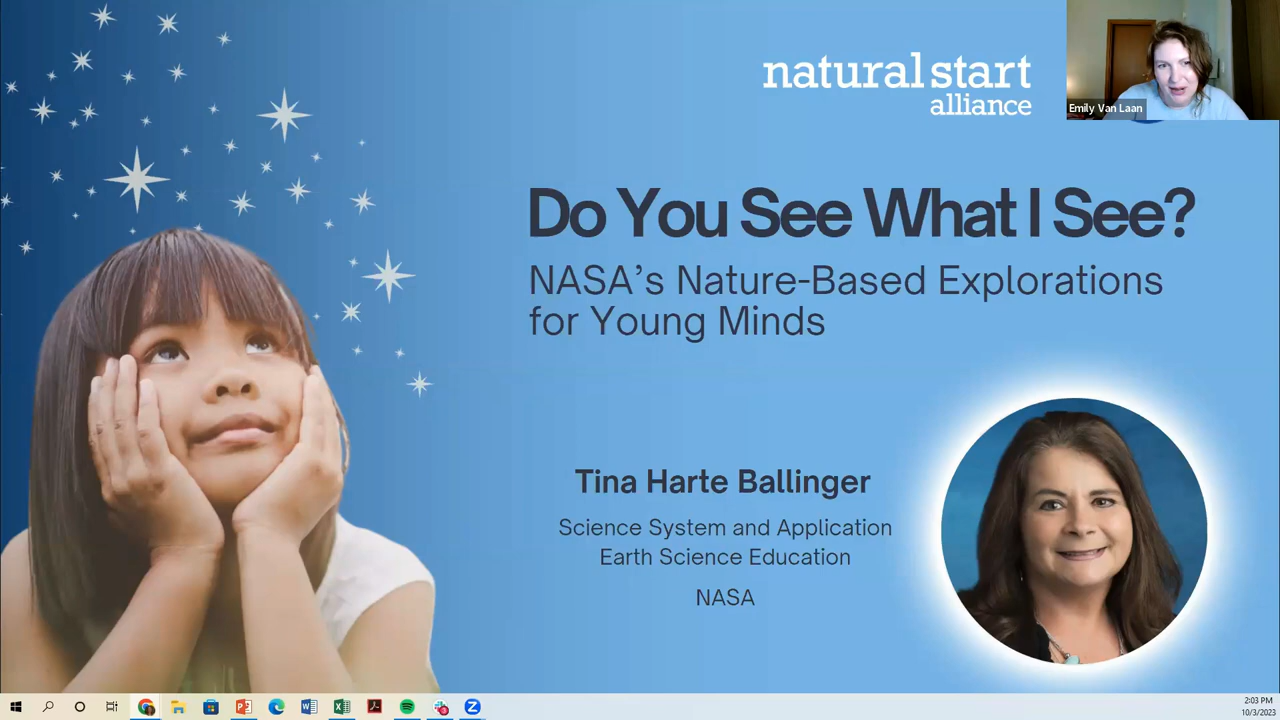 natural start
alliance
Emily Van Laan
Do You See What I See?
NASA’s Nature-Based Explorations
for Young Minds
Tina Harte Ballinger
Science System and Application
Earth Science Education
NASA
2:03 PM
10/3/2023